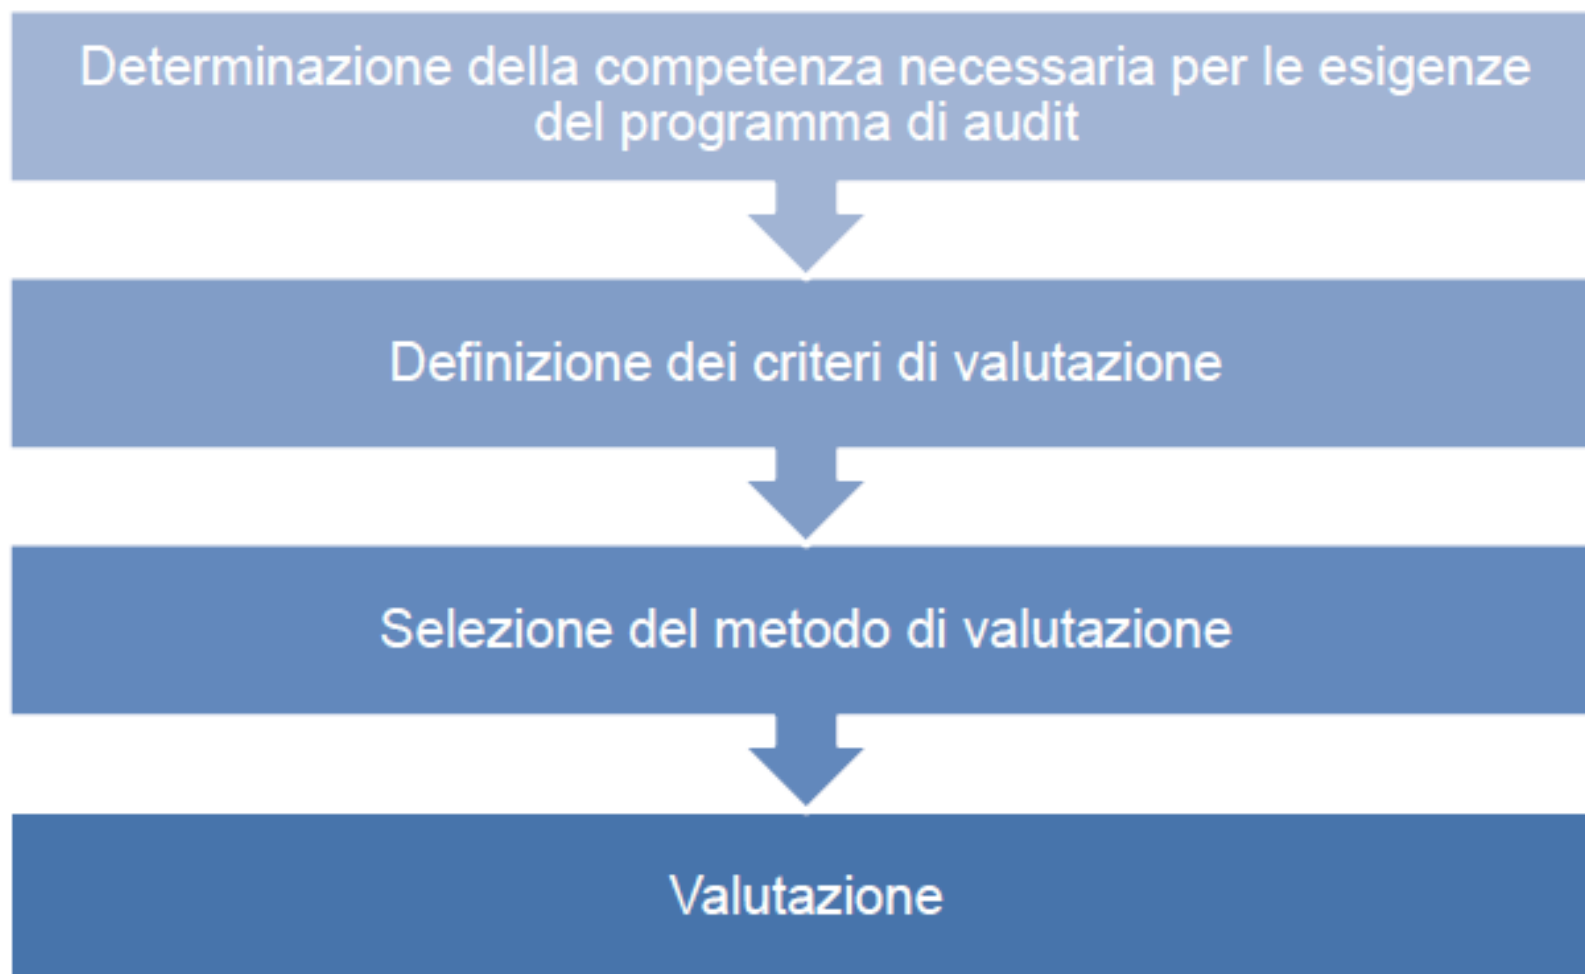 Determinazione della competenza necessaria per le esigenze
del programma di audit
Definizione dei criteri di valutazione
Selezione del metodo di valutazione
Valutazione